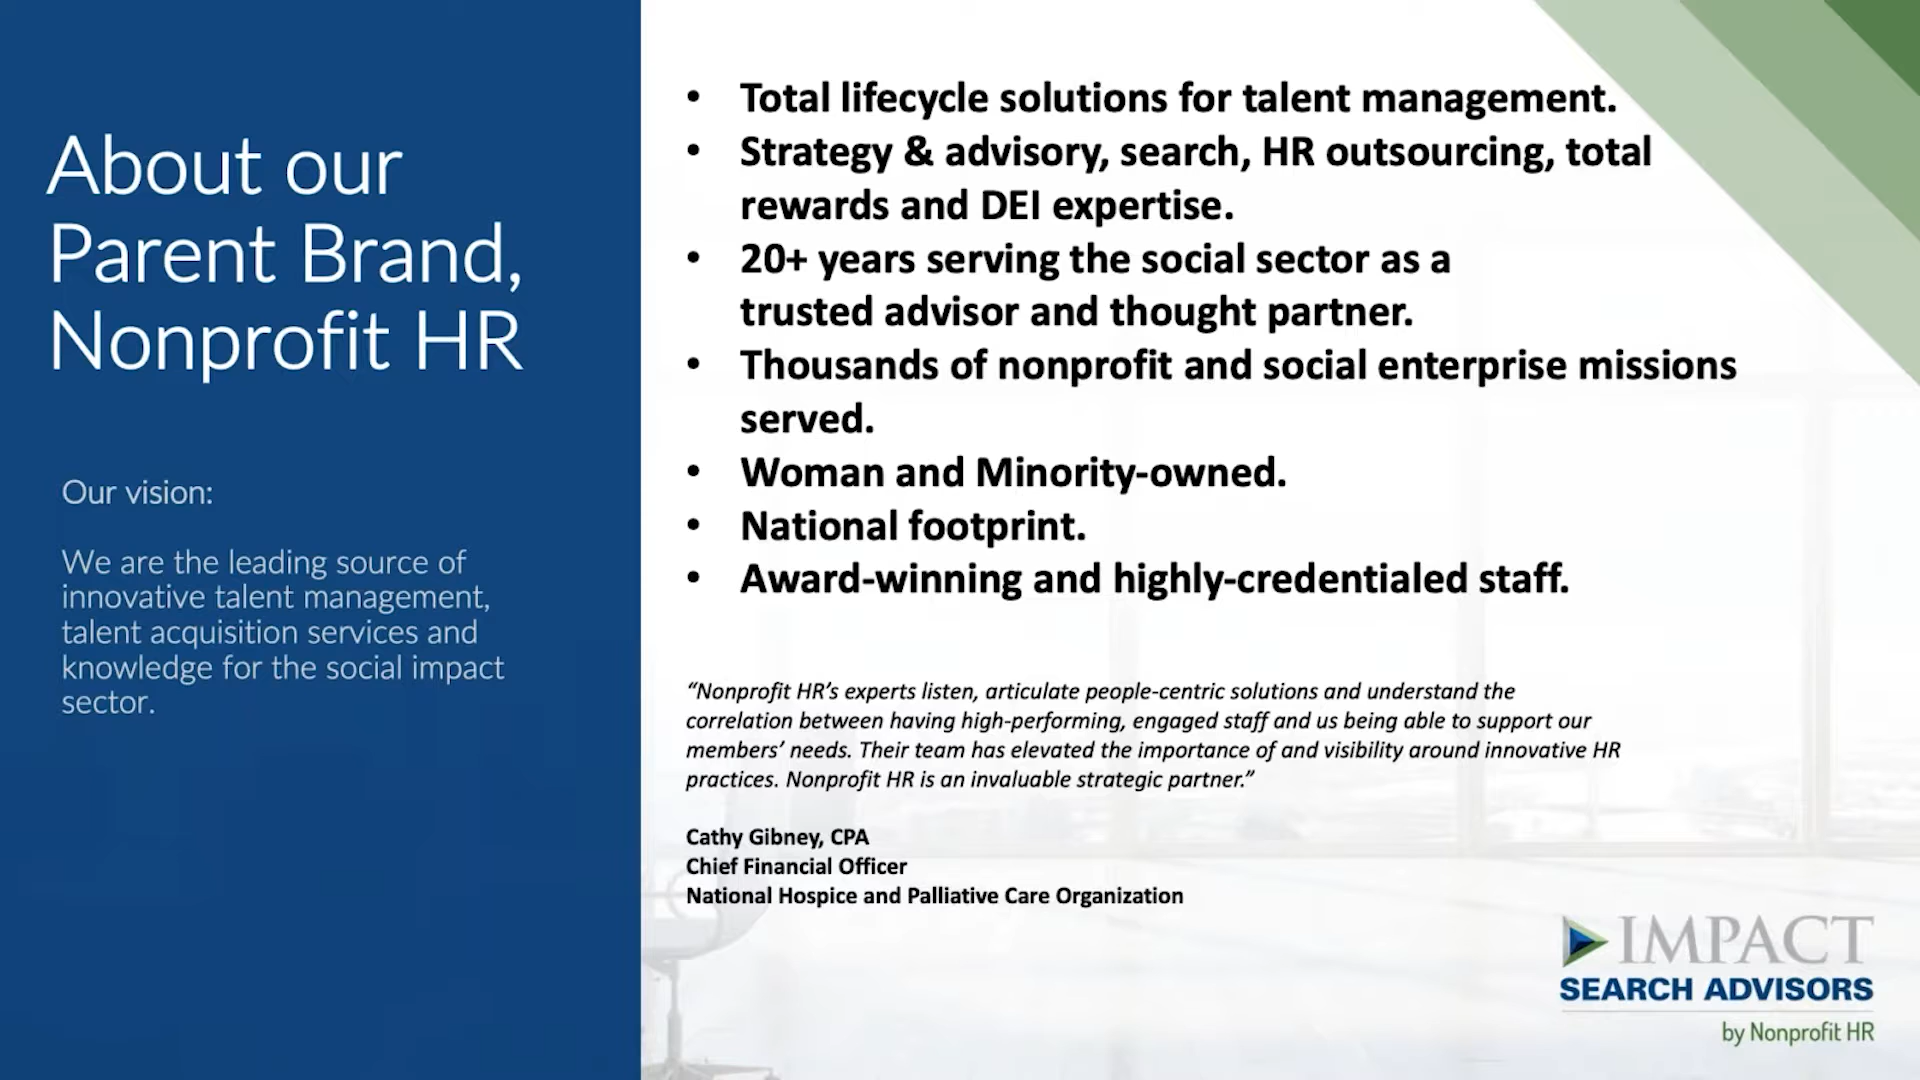 About our
Parent Brand,
Nonprofit HR
Our vision:
We are the leading source of
innovative talent management,
talent acquisition services and
knowledge for the social impact
sector.
• Total lifecycle solutions for talent management.
• Strategy & advisory, search, HR outsourcing, total
rewards and DEI expertise.
• 20+ years serving the social sector as a
trusted advisor and thought partner.
• Thousands of nonprofit and social enterprise missions
served.
• Woman and Minority-owned.
• National footprint.
• Award-winning and highly-credentialed staff.
“Nonprofit HR’s experts listen, articulate people-centric solutions and understand the
correlation between having high-performing, engaged staff and us being able to support our
members’ needs. Their team has elevated the importance of and visibility around innovative HR
practices. Nonprofit HR is an invaluable strategic partner.”
Cathy Gibney, CPA
Chief Financial Officer
National Hospice and Palliative Care Organization
IMPACT
SEARCH ADVISORS
by Nonprofit HR